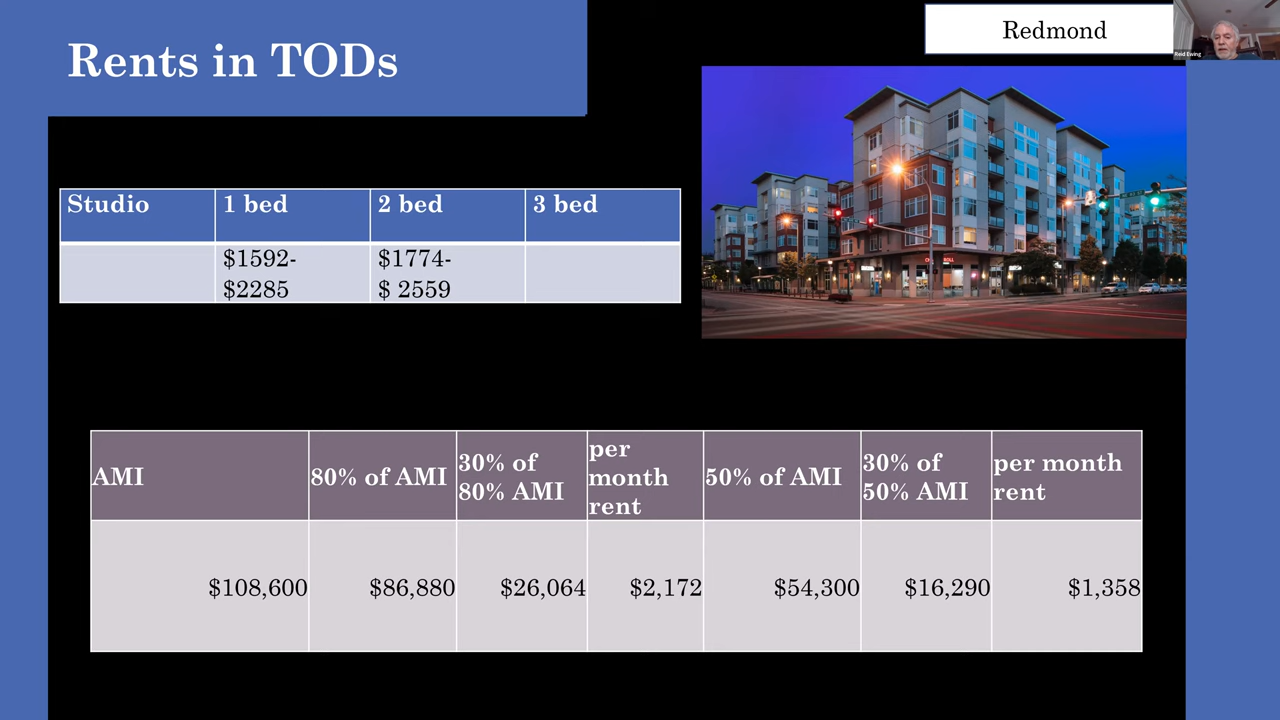 Redmond
Reid Ewing
Rents in TODs
Studio
1 bed
2 bed
3 bed
$1592-
$2285
$1774-
$ 2559
AMI
80% of AMI
30% of
80% AMI
per
month
rent
50% of AMI
30% of
50% AMI
per month
rent
$108,600
$86,880
$26,064
$2,172
$54,300
$16,290
$1,358